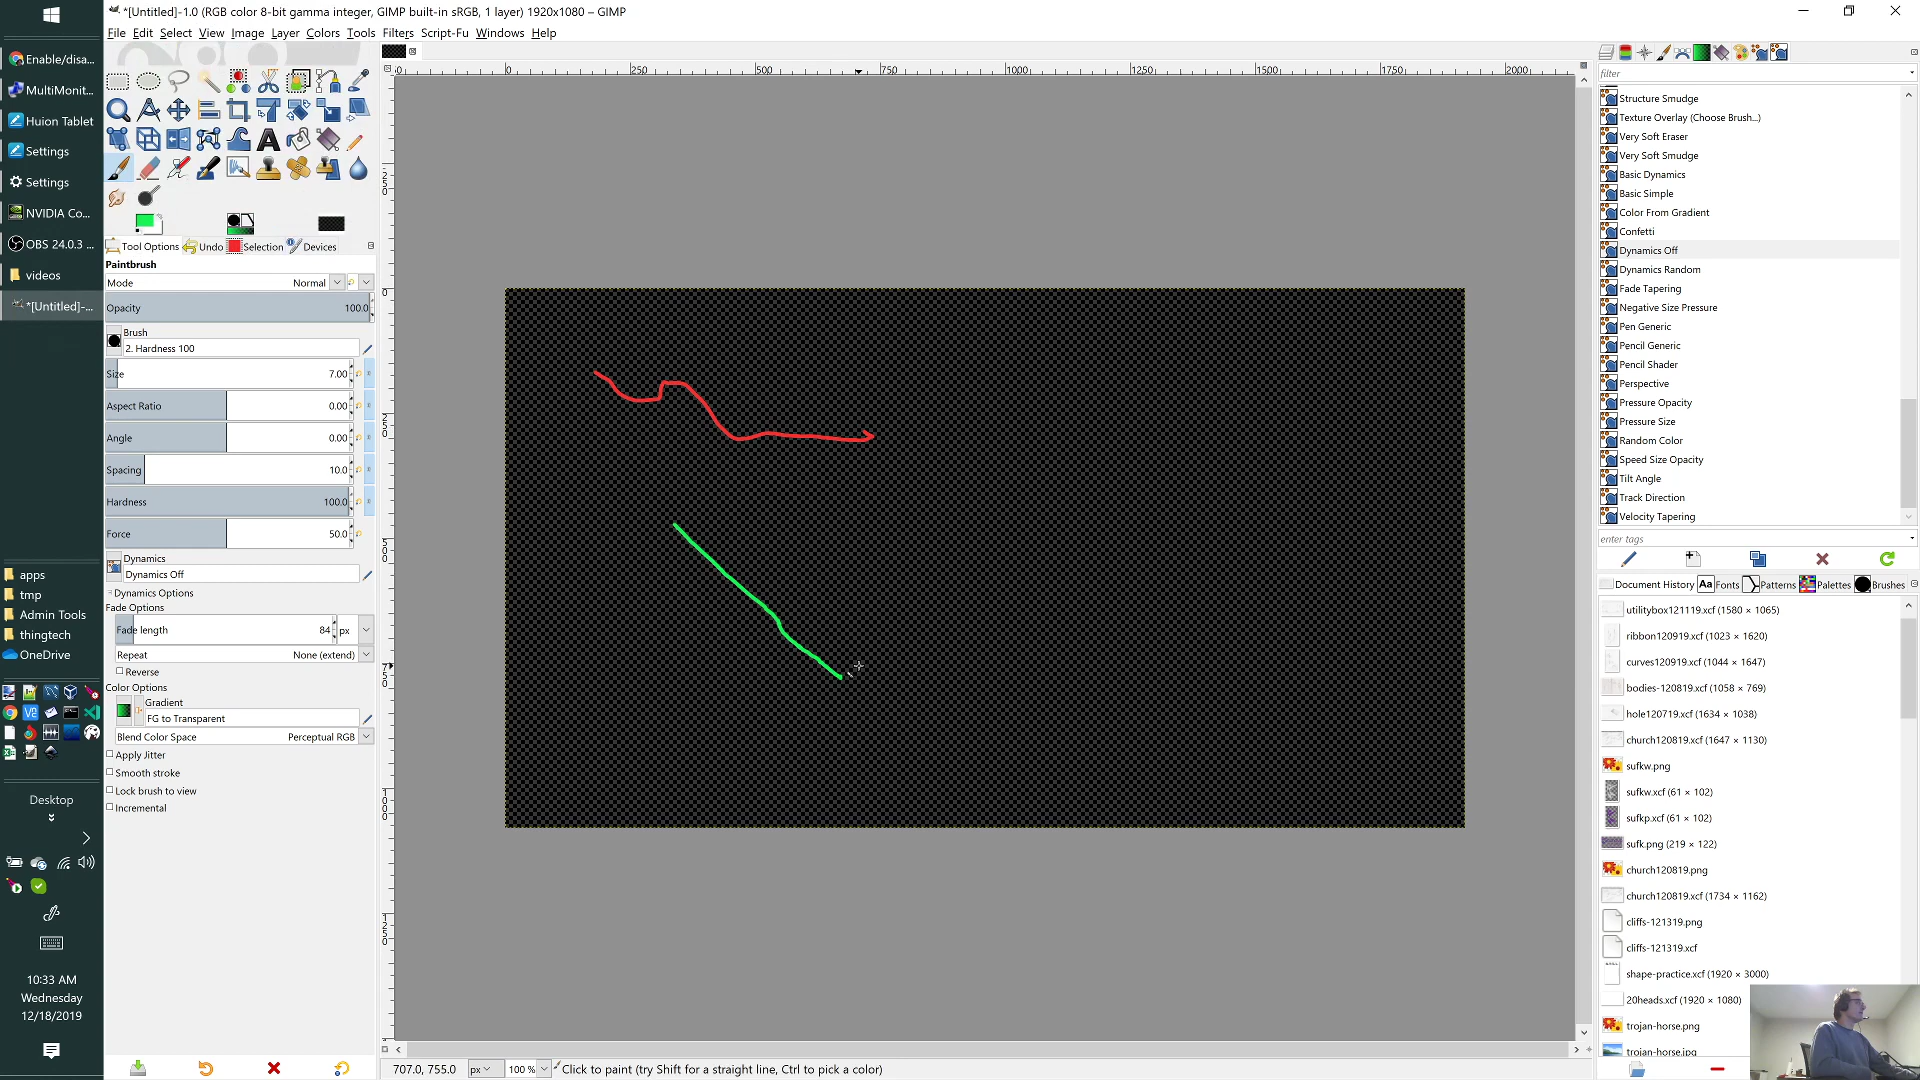 *[Untitled]-1.0 (RGB color 8-bit gamma integer, GIMP built-in sRGB, 1 layer) 1920x1080 – GIMP
File Edit Select View Image Layer Colors Tools Filters Script-Fu Windows Help
Enable/disa...
MultiMonit...
Huion Tablet
Settings
Settings
NVIDIA Co...
OBS 24.0.3 ...
videos
*[Untitled]-...
apps
tmp
Admin Tools
thingtech
OneDrive
Desktop
10:33 AM
Wednesday
12/18/2019
Tool Options Undo Selection Devices
Paintbrush
Mode Normal
Opacity 100.0
Brush
2. Hardness 100
Size 7.00
Aspect Ratio 0.00
Angle 0.00
Spacing 10.0
Hardness 100.0
Force 50.0
Dynamics
Dynamics Off
Dynamics Options
Fade Options
Fade length 84 px
Repeat None (extend)
Reverse
Color Options
Gradient
FG to Transparent
Blend Color Space Perceptual RGB
Apply Jitter
Smooth stroke
Lock brush to view
Incremental
0 250 500 750 1000 1250 1500 1750 2000
707.0, 755.0 px 100 % Click to paint (try Shift for a straight line, Ctrl to pick a color)
filter
Structure Smudge
Texture Overlay (Choose Brush...)
Very Soft Eraser
Very Soft Smudge
Basic Dynamics
Basic Simple
Color From Gradient
Confetti
Dynamics Off
Dynamics Random
Fade Tapering
Negative Size Pressure
Pen Generic
Pencil Generic
Pencil Shader
Perspective
Pressure Opacity
Pressure Size
Random Color
Speed Size Opacity
Tilt Angle
Track Direction
Velocity Tapering
enter tags
Document History Fonts Patterns Palettes Brushes
utilitybox121119.xcf (1580 × 1065)
ribbon120919.xcf (1023 × 1620)
curves120919.xcf (1044 × 1647)
bodies-120819.xcf (1058 × 769)
hole120719.xcf (1634 × 1038)
church120819.xcf (1647 × 1130)
sufkw.png
sufkw.xcf (61 × 102)
sufkp.xcf (61 × 102)
sufk.png (219 × 122)
church120819.png
church120819.xcf (1734 × 1162)
cliffs-121319.png
cliffs-121319.xcf
shape-practice.xcf (1920 × 3000)
20heads.xcf (1920 × 1080)
trojan-horse.png
trojan-horse.jpg